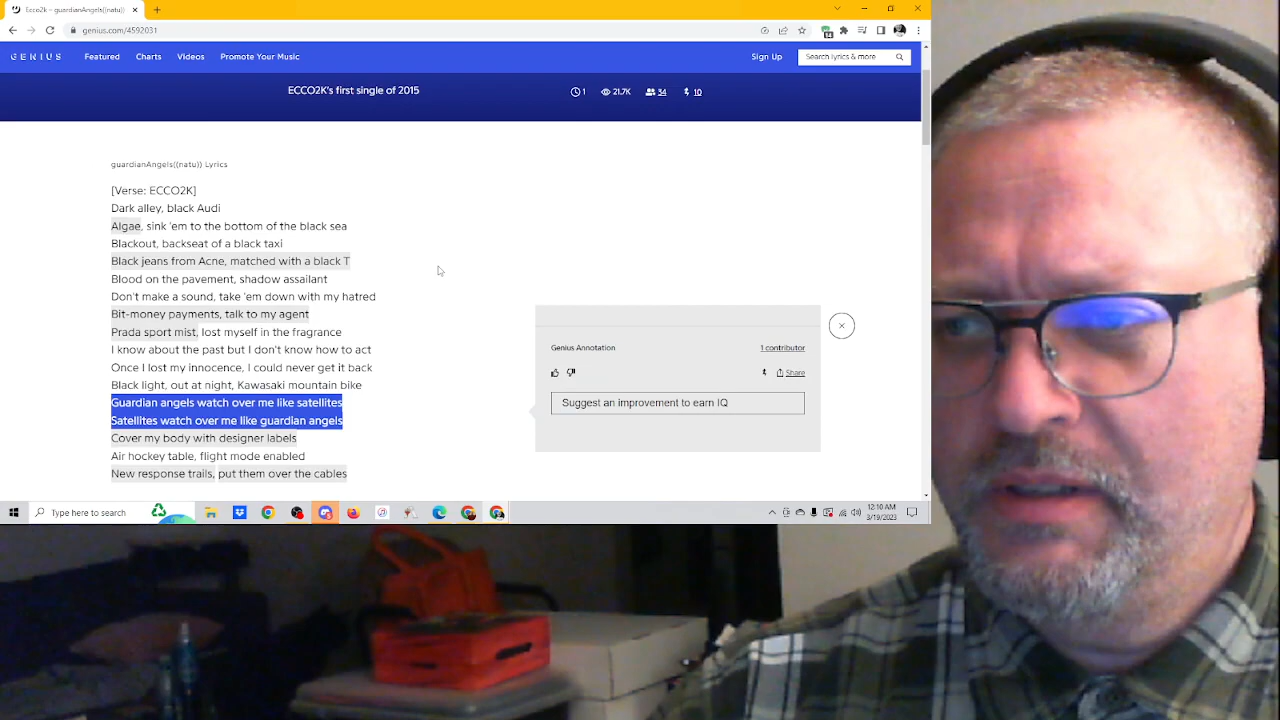 Ecco2k – guardianAngels((natu))
genius.com/4592031
GENIUS Featured Charts Videos Promote Your Music Sign Up Search lyrics & more
ECCO2K's first single of 2015 1 21.7K 34 10
guardianAngels((natu)) Lyrics
[Verse: ECCO2K]
Dark alley, black Audi
Algae, sink 'em to the bottom of the black sea
Blackout, backseat of a black taxi
Black jeans from Acne, matched with a black T
Blood on the pavement, shadow assailant
Don't make a sound, take 'em down with my hatred
Bit-money payments, talk to my agent
Prada sport mist, lost myself in the fragrance
I know about the past but I don't know how to act
Once I lost my innocence, I could never get it back
Black light, out at night, Kawasaki mountain bike
Guardian angels watch over me like satellites
Satellites watch over me like guardian angels
Cover my body with designer labels
Air hockey table, flight mode enabled
New response trails, put them over the cables
Genius Annotation 1 contributor
Share
Suggest an improvement to earn IQ
Type here to search
12:10 AM
3/19/2023